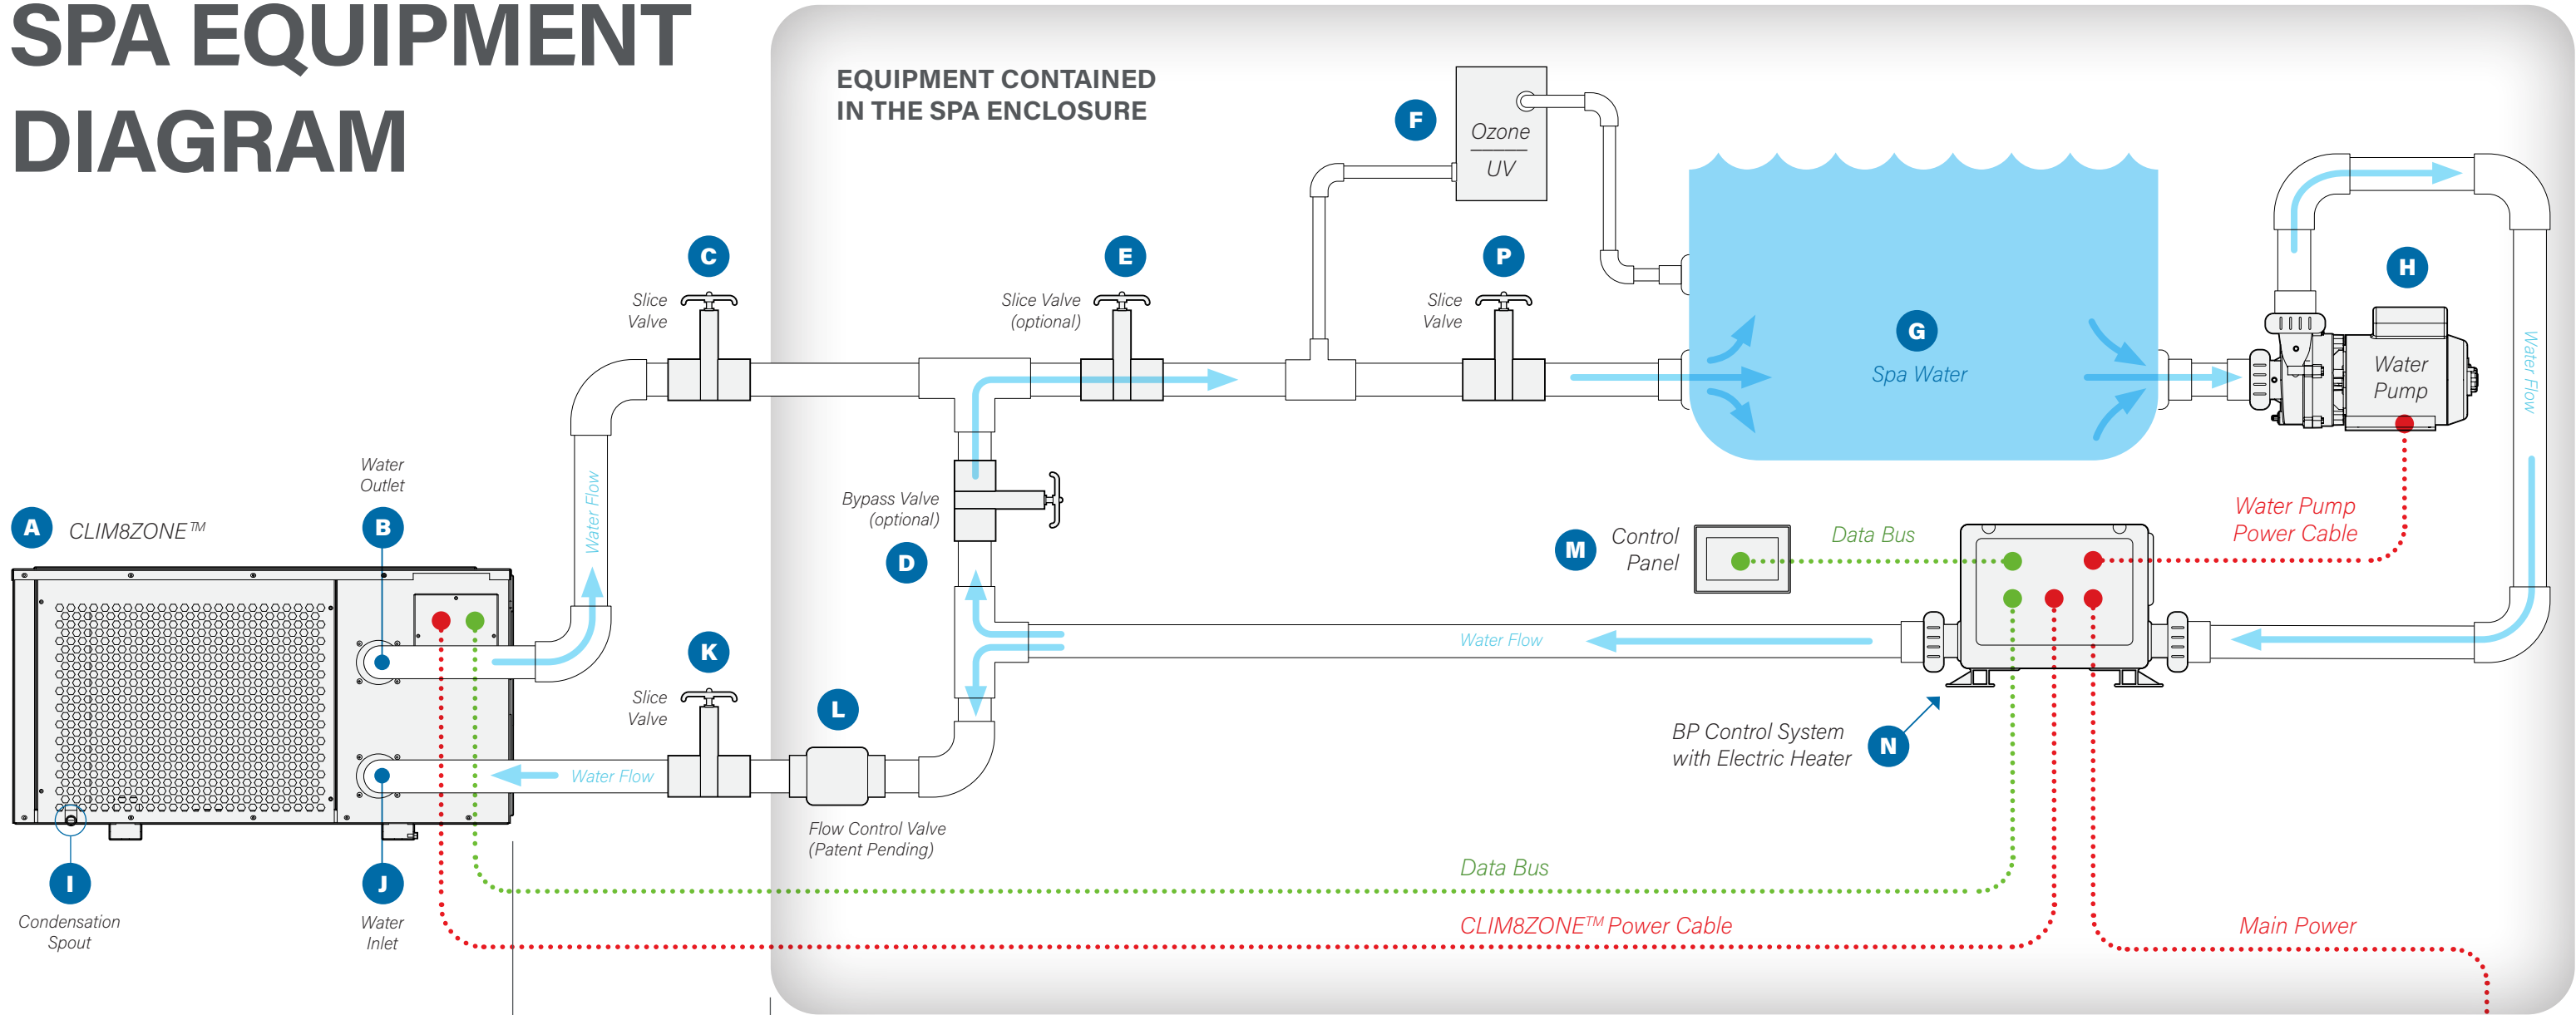 SPA EQUIPMENT
DIAGRAM
EQUIPMENT CONTAINED
IN THE SPA ENCLOSURE
F
Ozone
UV
C
Slice
Valve
E
Slice Valve
(optional)
P
Slice
Valve
G
Spa Water
H
Water
Pump
Water Flow
Water
Outlet
A
CLIM8ZONE™
B
Water Flow
Bypass Valve
(optional)
D
M
Control
Panel
Data Bus
Water Pump
Power Cable
K
Slice
Valve
L
Water Flow
Water Flow
BP Control System
with Electric Heater
N
Flow Control Valve
(Patent Pending)
I
Condensation
Spout
J
Water
Inlet
Data Bus
CLIM8ZONE™ Power Cable
Main Power